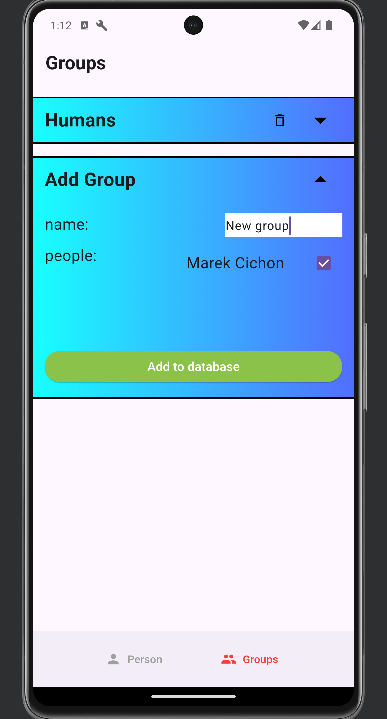 1:12
Groups
Humans
Add Group
name: New group
people: Marek Cichon
Add to database
Person Groups